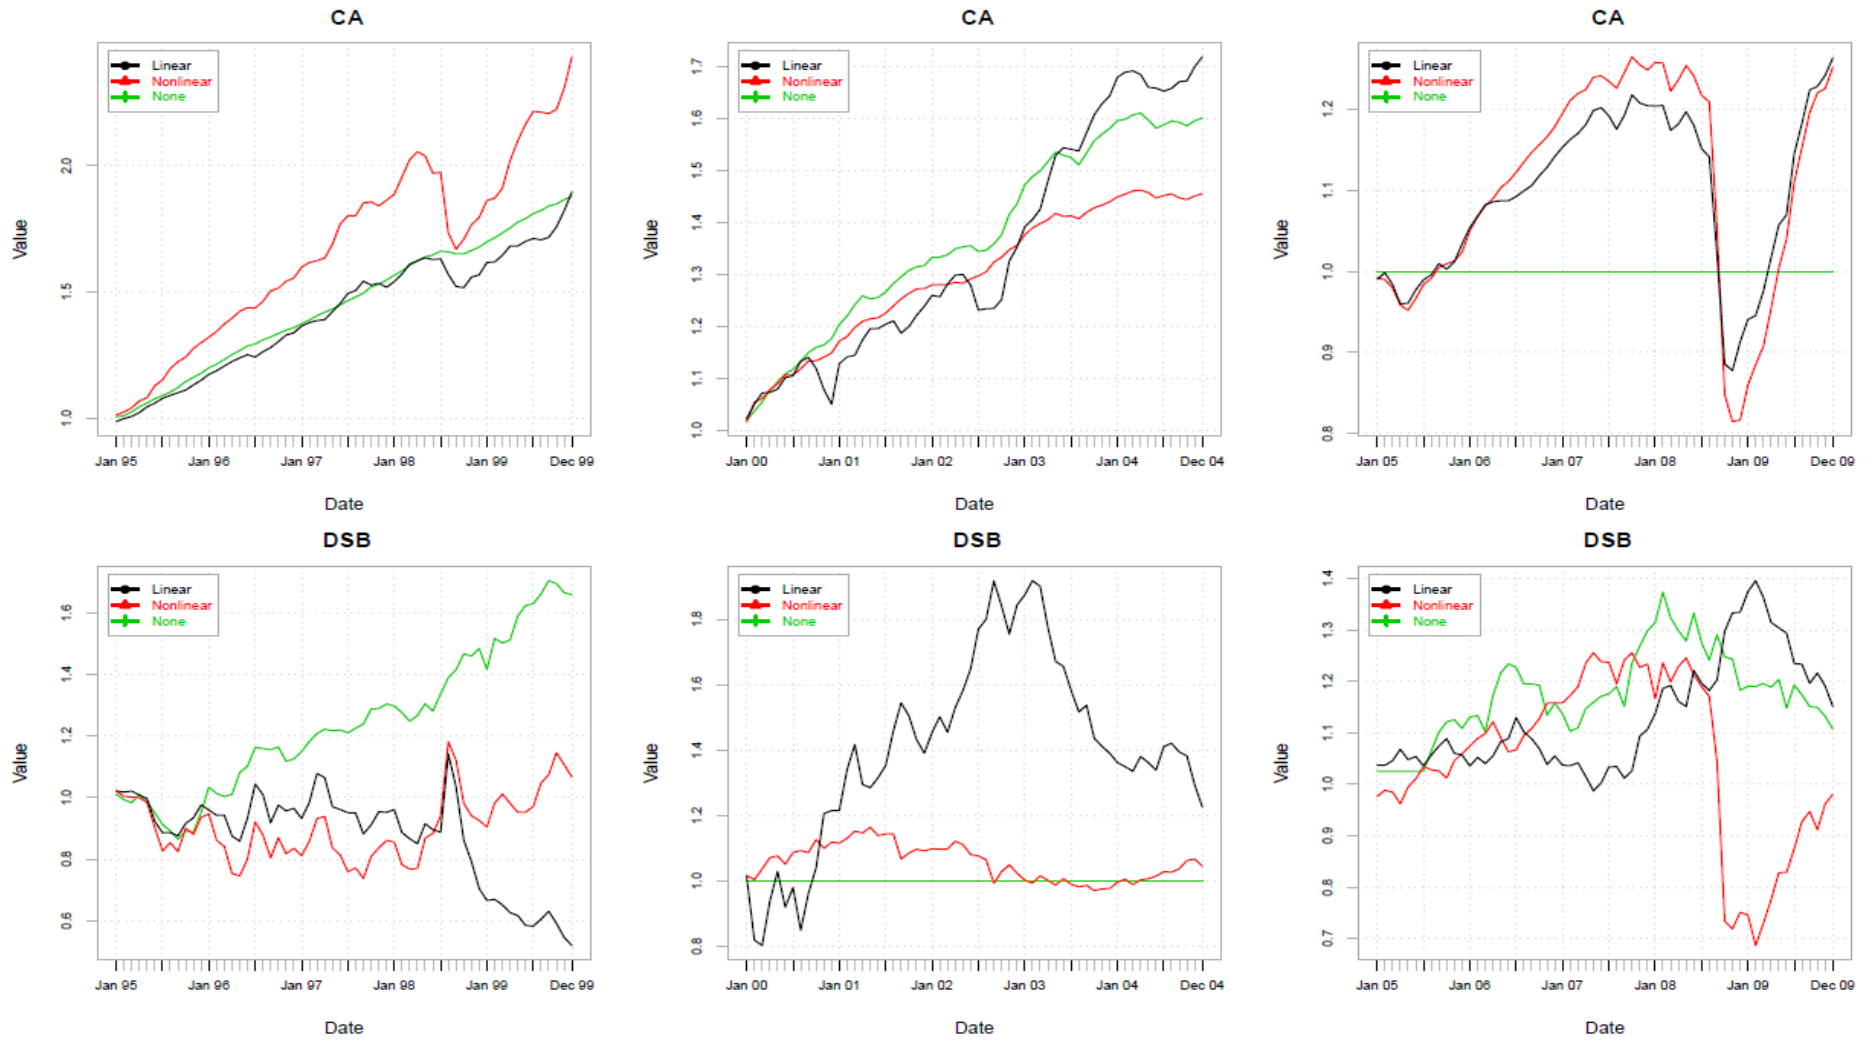 CA
Linear
Nonlinear
None
Value
2.0
1.5
1.0
Jan 95 Jan 96 Jan 97 Jan 98 Jan 99 Dec 99
Date
CA
Linear
Nonlinear
None
Value
1.7
1.6
1.5
1.4
1.3
1.2
1.1
1.0
Jan 00 Jan 01 Jan 02 Jan 03 Jan 04 Dec 04
Date
CA
Linear
Nonlinear
None
Value
1.2
1.1
1.0
0.9
0.8
Jan 05 Jan 06 Jan 07 Jan 08 Jan 09 Dec 09
Date
DSB
Linear
Nonlinear
None
Value
1.6
1.4
1.2
1.0
0.8
0.6
Jan 95 Jan 96 Jan 97 Jan 98 Jan 99 Dec 99
Date
DSB
Linear
Nonlinear
None
Value
1.8
1.6
1.4
1.2
1.0
0.8
Jan 00 Jan 01 Jan 02 Jan 03 Jan 04 Dec 04
Date
DSB
Linear
Nonlinear
None
Value
1.4
1.3
1.2
1.1
1.0
0.9
0.8
0.7
Jan 05 Jan 06 Jan 07 Jan 08 Jan 09 Dec 09
Date